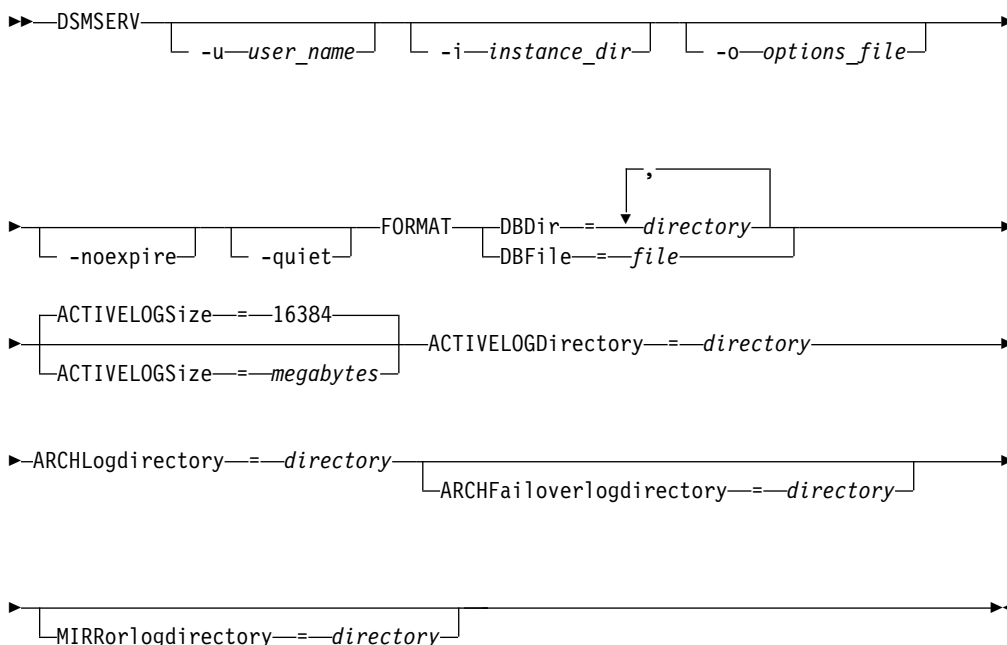 DSMSERV
-u user_name -i instance_dir -o options_file
,
-noexpire -quiet FORMAT DBDir = directory
DBFile = file
ACTIVELOGSize = 16384
ACTIVELOGDirectory = directory
ACTIVELOGSize = megabytes
ARCHLogdirectory = directory
ARCHFailoverlogdirectory = directory
MIRRorlogdirectory = directory